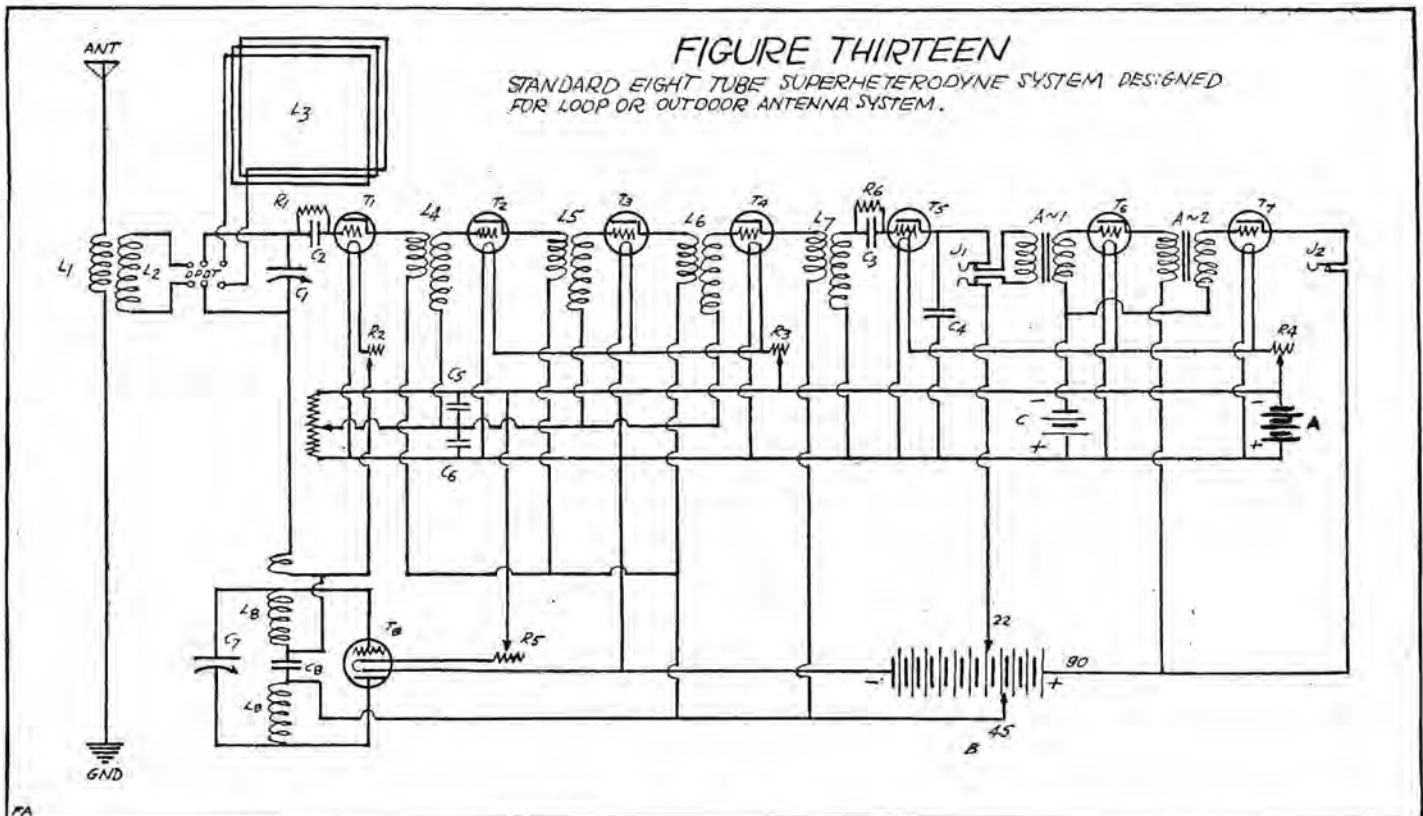 FIGURE THIRTEEN
STANDARD EIGHT TUBE SUPERHETERODYNE SYSTEM DESIGNED
FOR LOOP OR OUTDOOR ANTENNA SYSTEM.
ANT
L3
R1 T1 L4 T2 L5 T3 L6 T4 L7 R6 T5 A~1 T6 A~2 T7
C2 C3
L1 L2 DPDT C1 J1 J2
C4
R2 R3 R4
C5
- C + - A +
C6
L8 T8 R5 22
C7 C8 - 90 +
L8
45
B
GND
FA